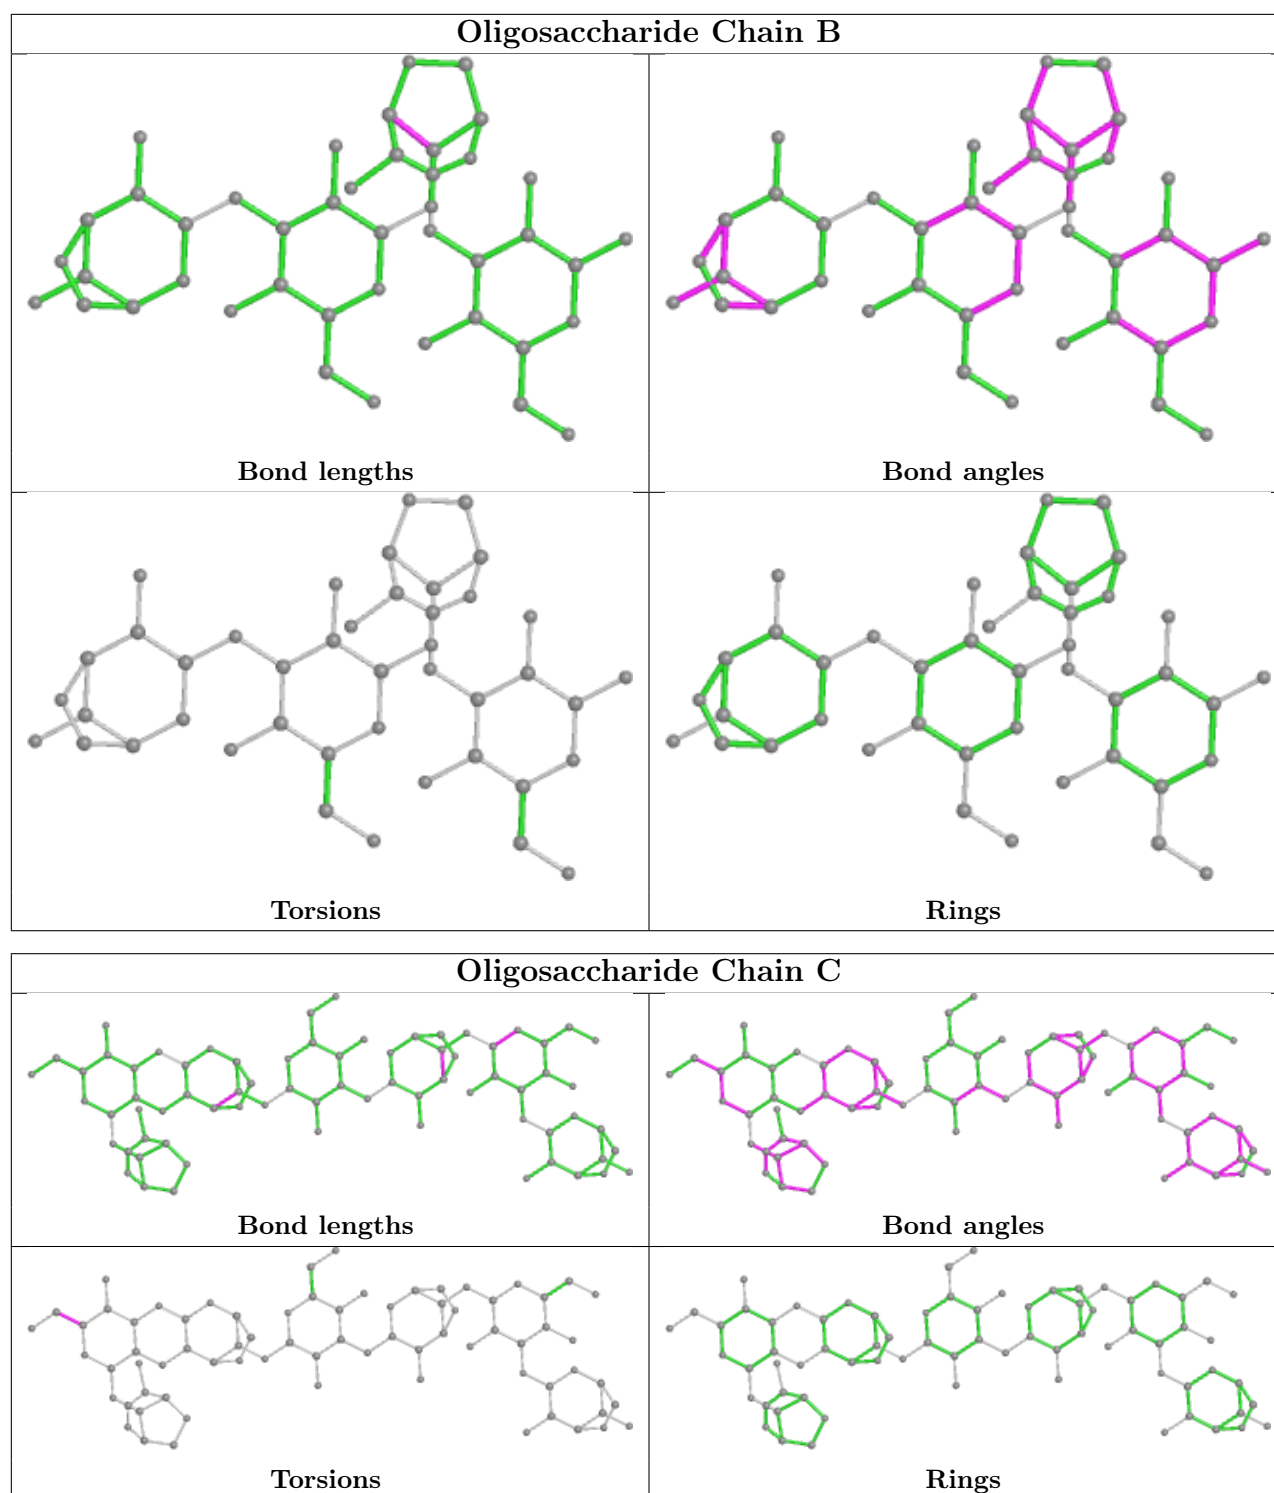 Oligosaccharide Chain B
Bond lengths
Bond angles
Torsions
Rings
Oligosaccharide Chain C
Bond lengths
Bond angles
Torsions
Rings